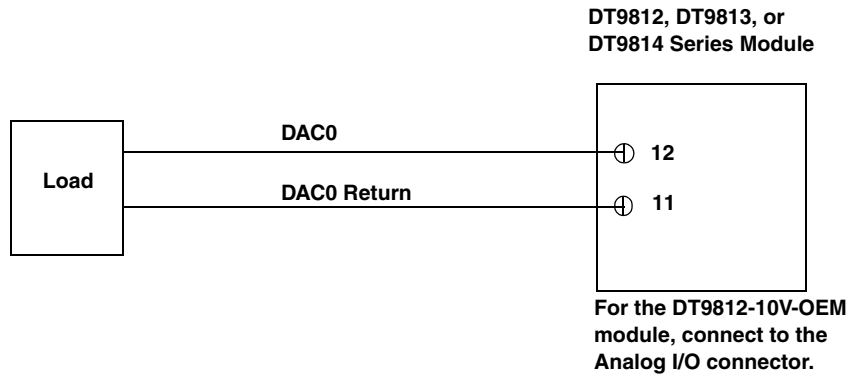 DT9812, DT9813, or
DT9814 Series Module
DAC0
12
Load
DAC0 Return
11
For the DT9812-10V-OEM
module, connect to the
Analog I/O connector.